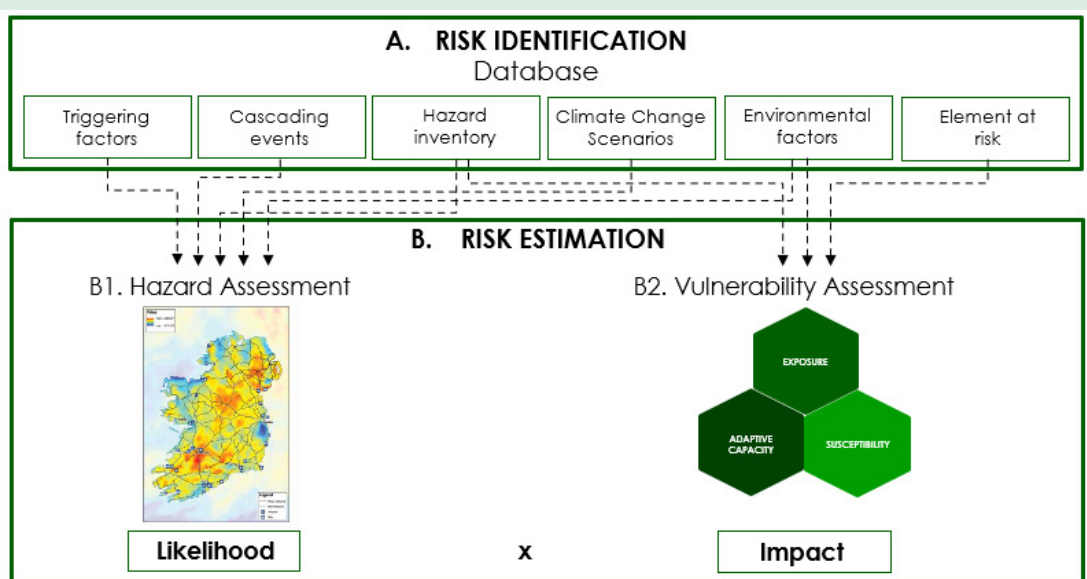 A. RISK IDENTIFICATION
Database
Triggering
factors
Cascading
events
Hazard
inventory
Climate Change
Scenarios
Environmental
factors
Element at
risk
B. RISK ESTIMATION
B1. Hazard Assessment
B2. Vulnerability Assessment
EXPOSURE
ADAPTIVE
CAPACITY
SUSCEPTIBILITY
Legend
Likelihood
x
Impact